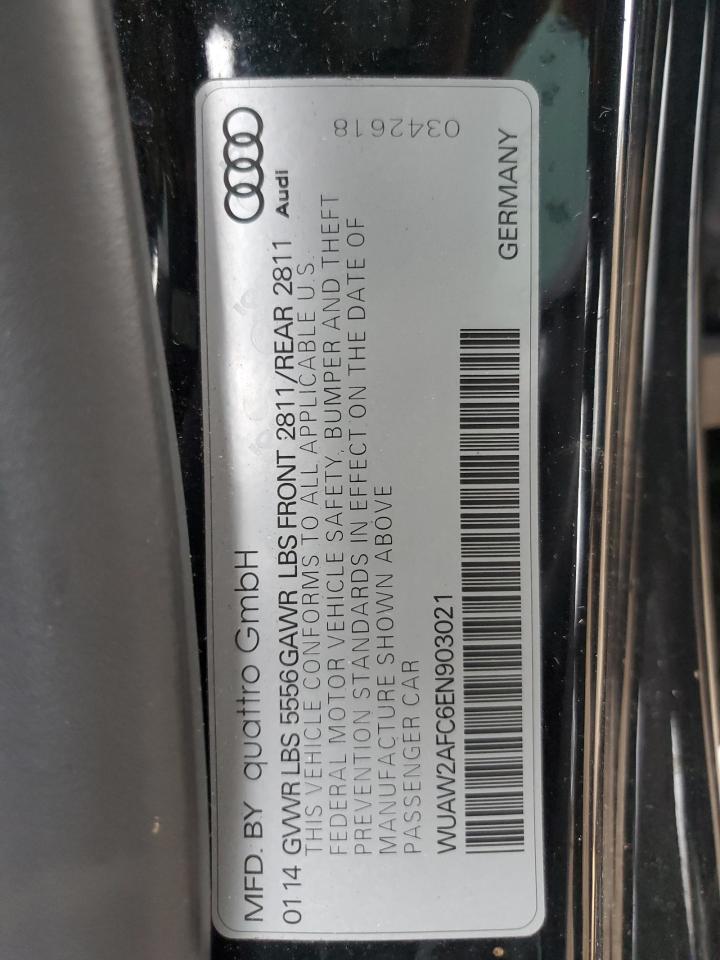 MFD. BY quattro GmbH
Audi
0114 GVWR LBS 5556 GAWR LBS FRONT 2811/REAR 2811
THIS VEHICLE CONFORMS TO ALL APPLICABLE U.S.
FEDERAL MOTOR VEHICLE SAFETY, BUMPER AND THEFT
PREVENTION STANDARDS IN EFFECT ON THE DATE OF
MANUFACTURE SHOWN ABOVE
PASSENGER CAR
0342618
WUAW2AFC6EN903021
GERMANY